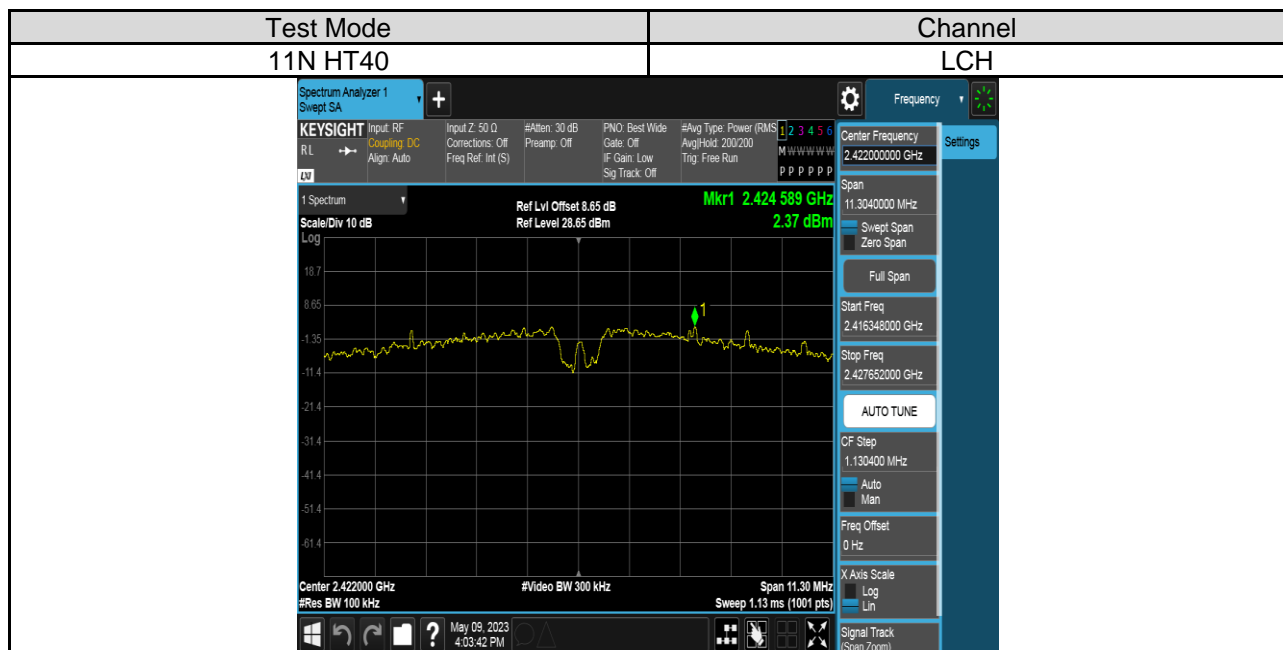 Test Mode Channel
11N HT40 LCH
Spectrum Analyzer 1
Swept SA
Frequency
KEYSIGHT
RL
LXI
Input: RF
Coupling: DC
Align: Auto
Input Z: 50 Ω
Corrections: Off
Freq Ref: Int (S)
#Atten: 30 dB
Preamp: Off
PNO: Best Wide
Gate: Off
IF Gain: Low
Sig Track: Off
#Avg Type: Power (RMS
Avg|Hold: 200/200
Trig: Free Run
1 2 3 4 5 6
M W W W W W
P P P P P P
1 Spectrum
Scale/Div 10 dB
Ref Lvl Offset 8.65 dB
Ref Level 28.65 dBm
Mkr1 2.424 589 GHz
2.37 dBm
Log
18.7
8.65
-1.35
-11.4
-21.4
-31.4
-41.4
-51.4
-61.4
1
Center 2.422000 GHz
#Res BW 100 kHz
#Video BW 300 kHz
Span 11.30 MHz
Sweep 1.13 ms (1001 pts)
May 09, 2023
4:03:42 PM
?
Settings
Center Frequency
2.422000000 GHz
Span
11.3040000 MHz
Swept Span
Zero Span
Full Span
Start Freq
2.416348000 GHz
Stop Freq
2.427652000 GHz
AUTO TUNE
CF Step
1.130400 MHz
Auto
Man
Freq Offset
0 Hz
X Axis Scale
Log
Lin
Signal Track
(Span Zoom)